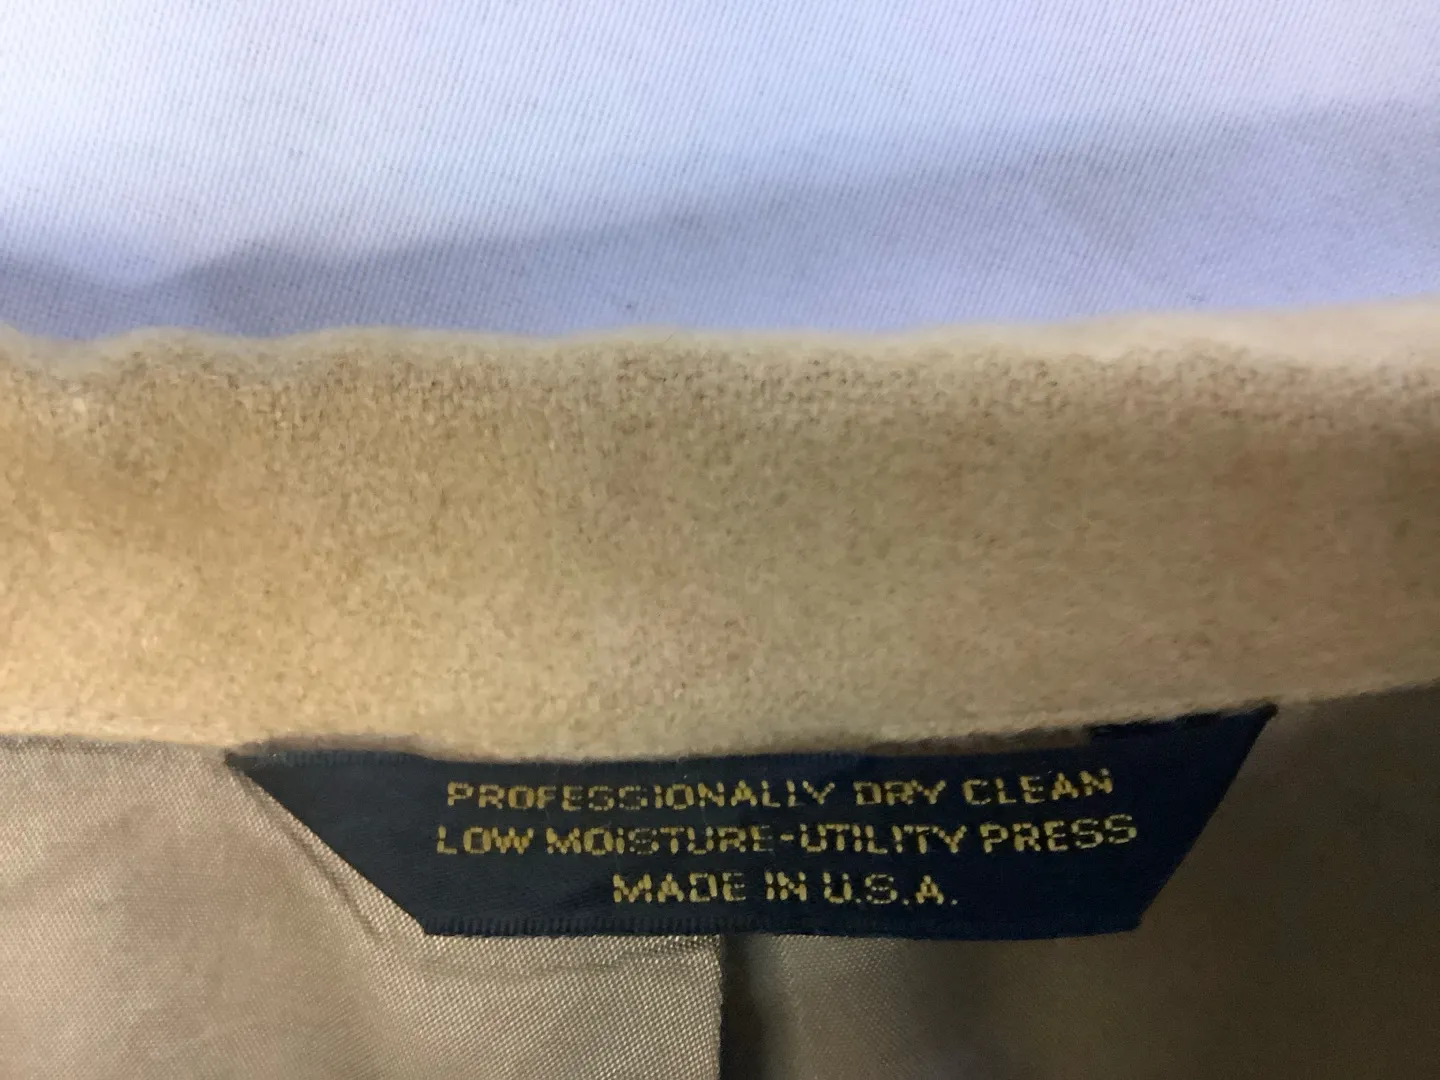 PROFESSIONALLY DRY CLEAN
LOW MOISTURE-UTILITY PRESS
MADE IN U.S.A.